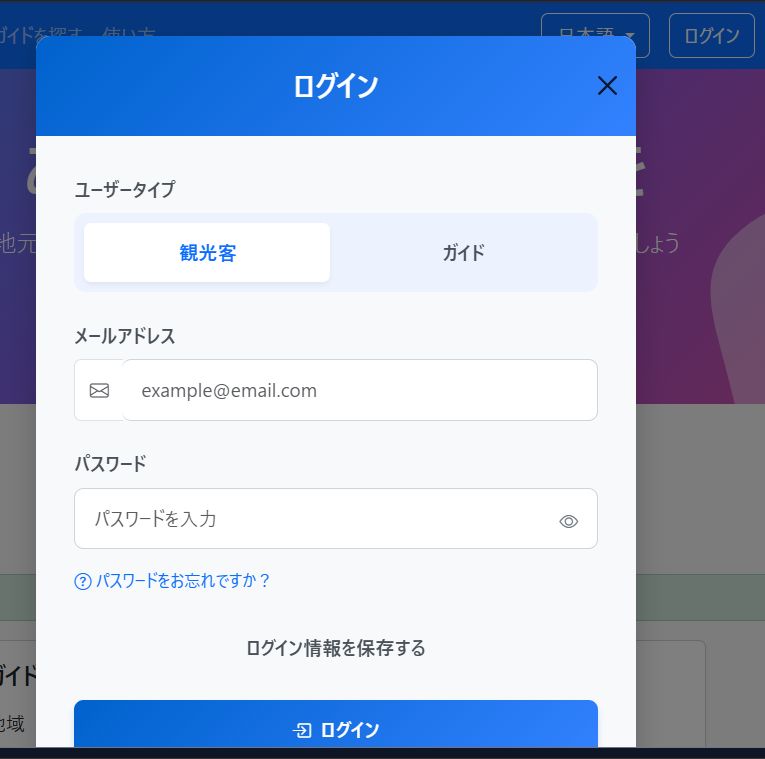 ガイドを探す 使い方 日本語 ログイン
ログイン
を
地元
しょう
ユーザータイプ
観光客 ガイド
メールアドレス
example@email.com
パスワード
パスワードを入力
パスワードをお忘れですか？
ログイン情報を保存する
ガイド
地域
ログイン